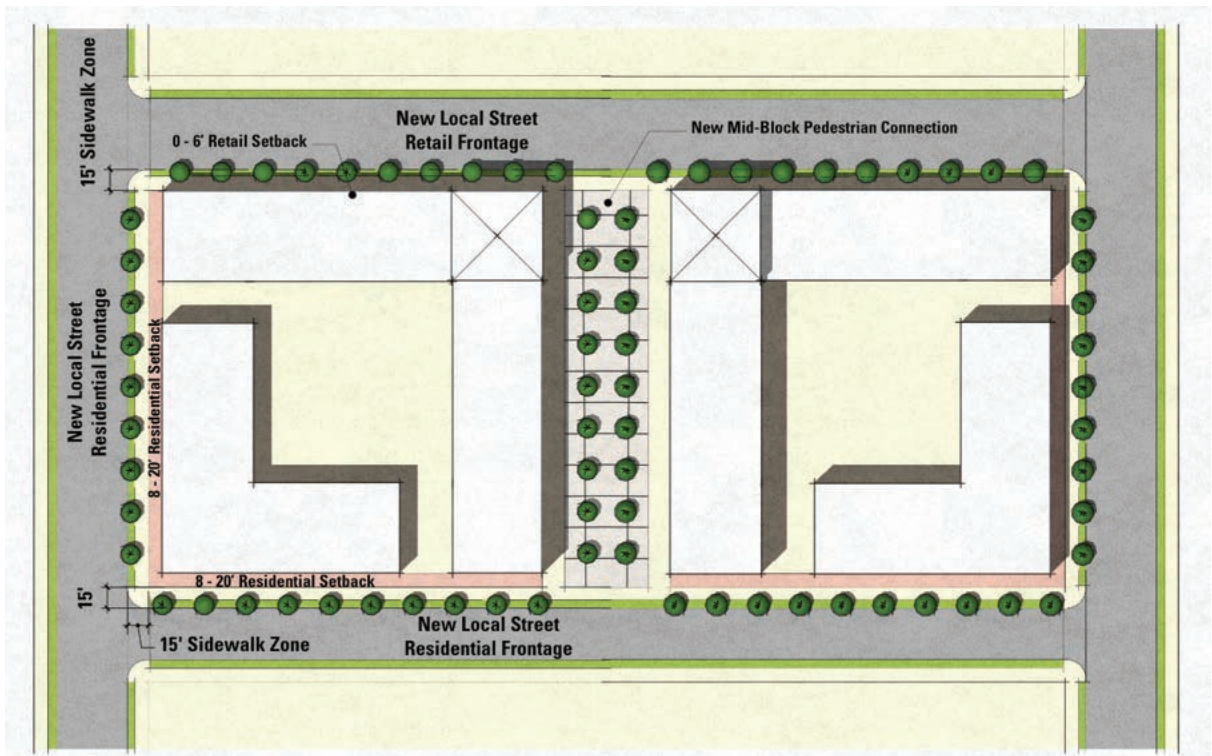 15' Sidewalk Zone
0 - 6' Retail Setback
New Local Street
Retail Frontage
New Mid-Block Pedestrian Connection
New Local Street
Residential Frontage
8 - 20' Residential Setback
8 - 20' Residential Setback
15'
15' Sidewalk Zone
New Local Street
Residential Frontage